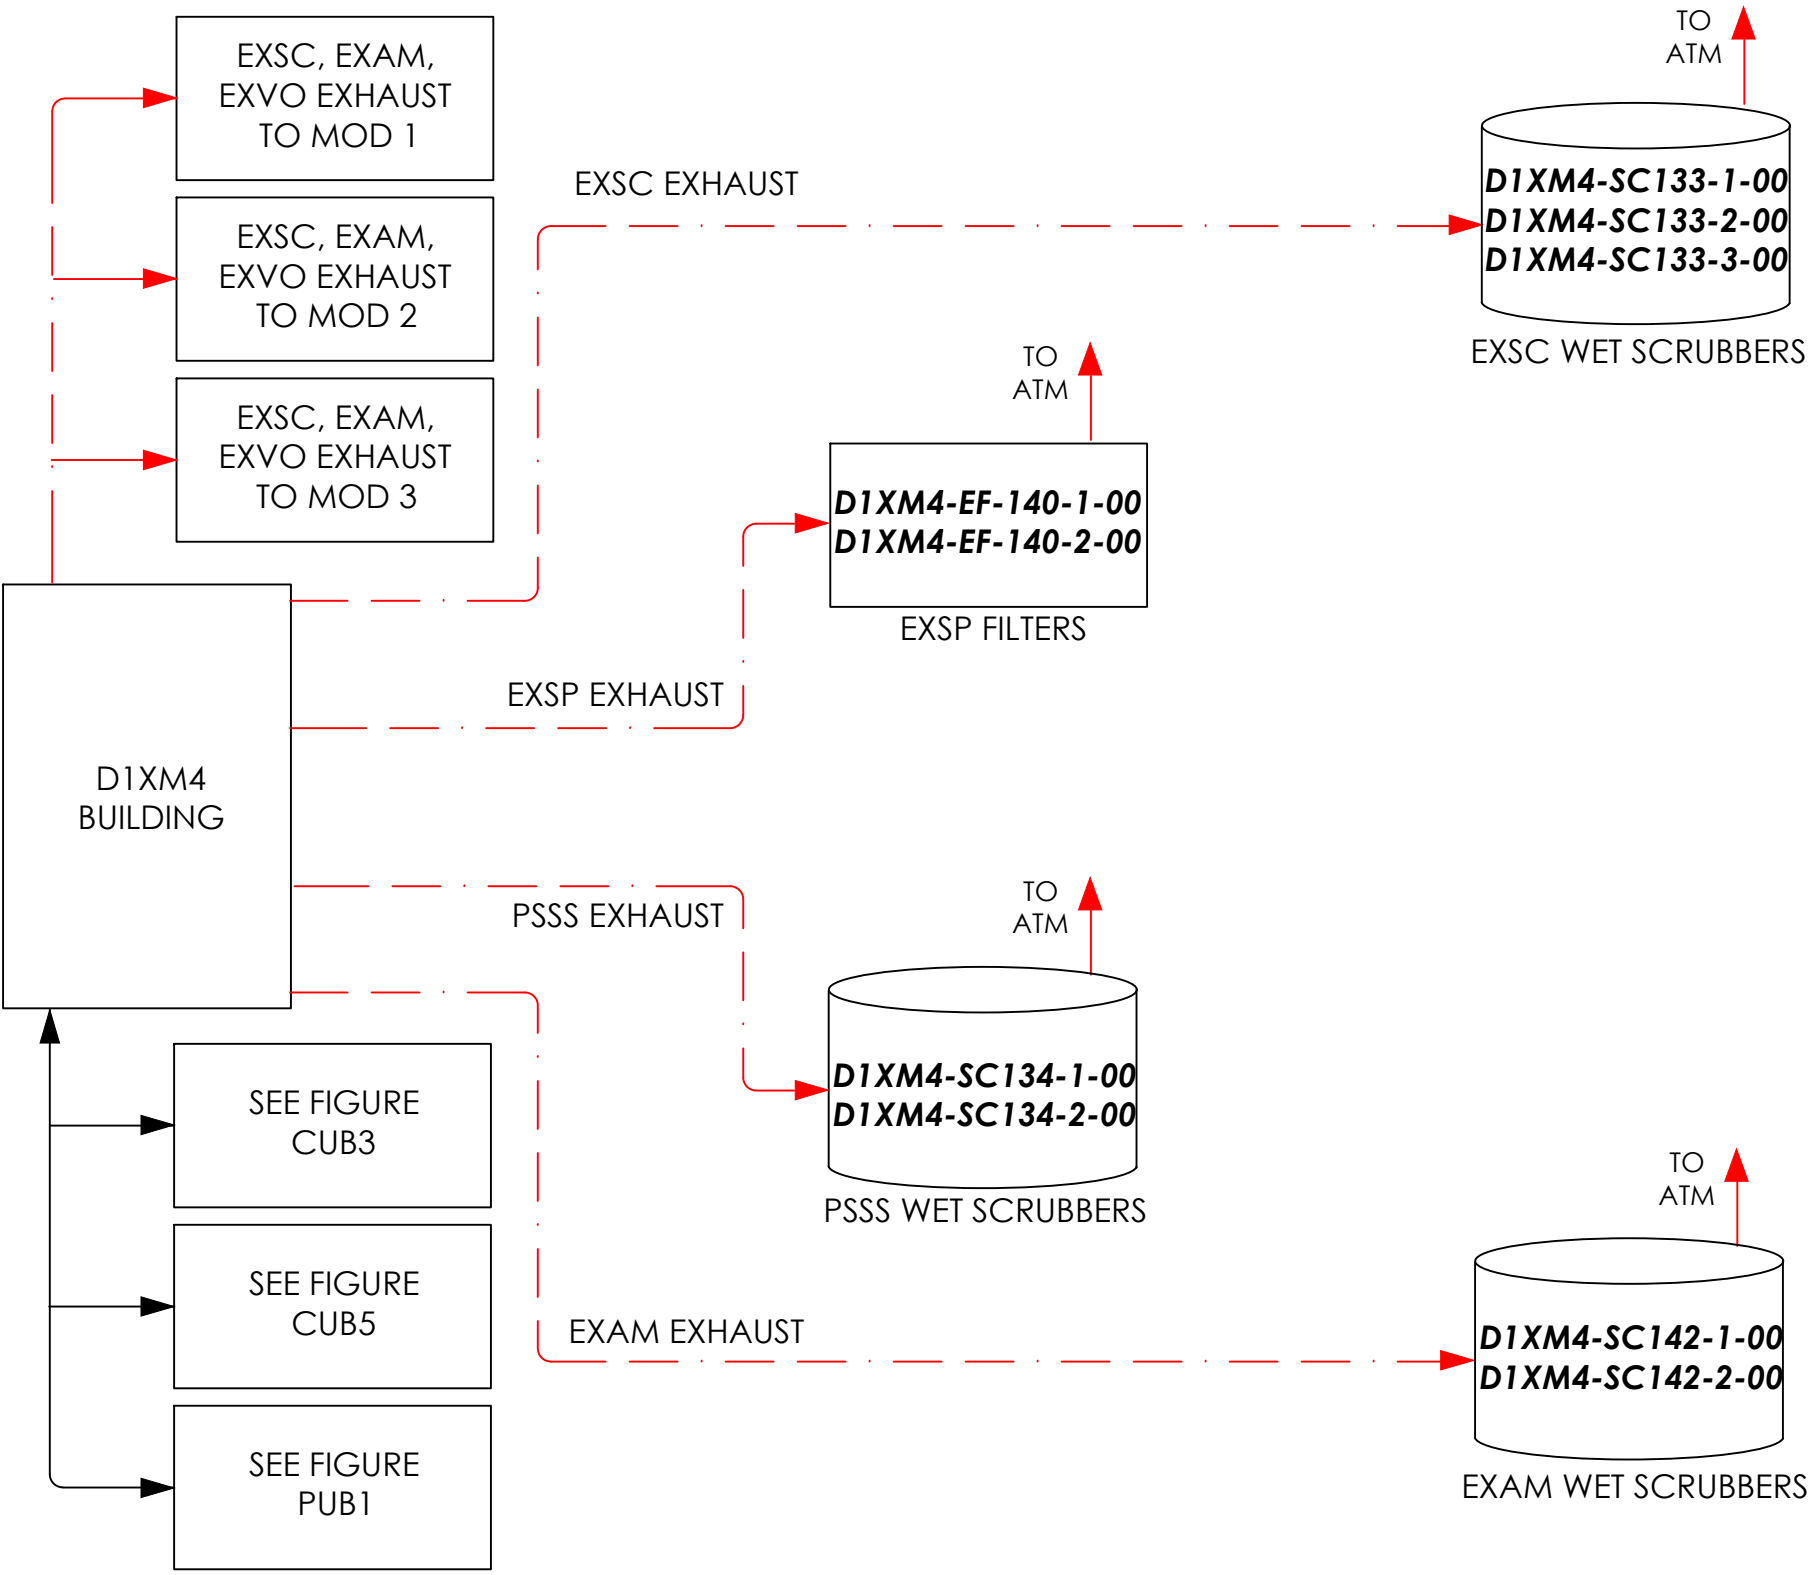 EXSC, EXAM,
EXVO EXHAUST
TO MOD 1
EXSC, EXAM,
EXVO EXHAUST
TO MOD 2
EXSC, EXAM,
EXVO EXHAUST
TO MOD 3
D1XM4
BUILDING
SEE FIGURE
CUB3
SEE FIGURE
CUB5
SEE FIGURE
PUB1
EXSC EXHAUST
TO
ATM
D1XM4-SC133-1-00
D1XM4-SC133-2-00
D1XM4-SC133-3-00
EXSC WET SCRUBBERS
EXSP EXHAUST
TO
ATM
D1XM4-EF-140-1-00
D1XM4-EF-140-2-00
EXSP FILTERS
PSSS EXHAUST
TO
ATM
D1XM4-SC134-1-00
D1XM4-SC134-2-00
PSSS WET SCRUBBERS
EXAM EXHAUST
TO
ATM
D1XM4-SC142-1-00
D1XM4-SC142-2-00
EXAM WET SCRUBBERS